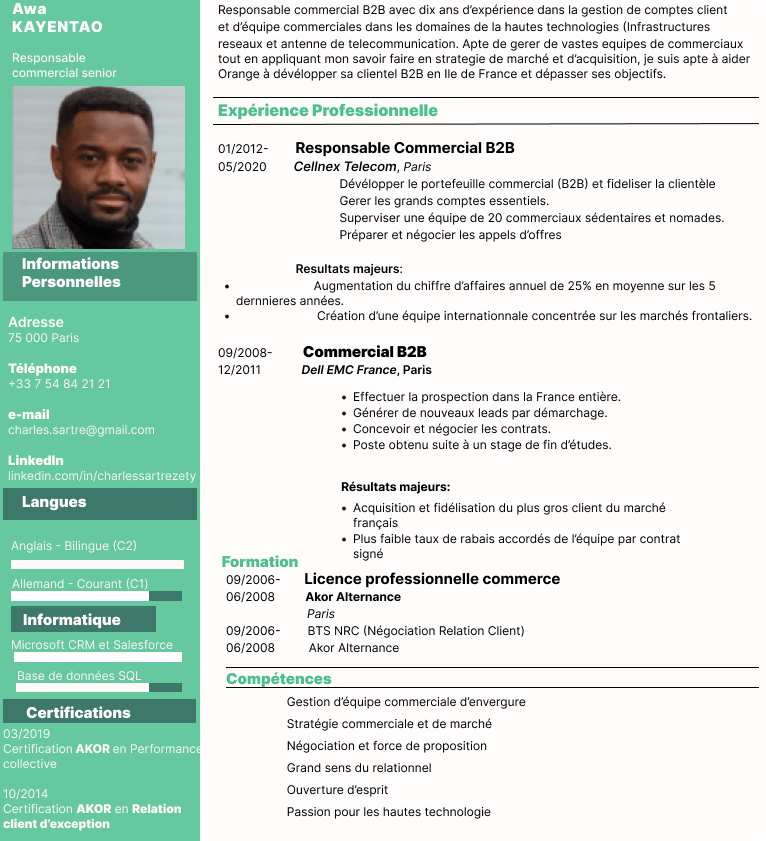 Awa
KAYENTAO
Responsable
commercial senior
Informations
Personnelles
Adresse
75 000 Paris
Téléphone
+33 7 54 84 21 21
e-mail
charles.sartre@gmail.com
LinkedIn
linkedin.com/in/charlessartrezety
Langues
Anglais - Bilingue (C2)
Allemand - Courant (C1)
Informatique
Microsoft CRM et Salesforce
Base de données SQL
Certifications
03/2019
Certification AKOR en Performance
collective
10/2014
Certification AKOR en Relation
client d'exception
Responsable commercial B2B avec dix ans d'expérience dans la gestion de comptes client
et d'équipe commerciales dans les domaines de la hautes technologies (Infrastructures
reseaux et antenne de telecommunication. Apte de gerer de vastes equipes de commerciaux
tout en appliquant mon savoir faire en strategie de marché et d'acquisition, je suis apte à aider
Orange à dévélopper sa clientel B2B en Ile de France et dépasser ses objectifs.
Expérience Professionnelle
01/2012- Responsable Commercial B2B
05/2020 Cellnex Telecom, Paris
Dévélopper le portefeuille commercial (B2B) et fideliser la clientèle
Gerer les grands comptes essentiels.
Superviser une équipe de 20 commerciaux sédentaires et nomades.
Préparer et négocier les appels d'offres
Resultats majeurs:
• Augmentation du chiffre d'affaires annuel de 25% en moyenne sur les 5
dernnieres années.
• Création d'une équipe internationnale concentrée sur les marchés frontaliers.
09/2008- Commercial B2B
12/2011 Dell EMC France, Paris
• Effectuer la prospection dans la France entière.
• Générer de nouveaux leads par démarchage.
• Concevoir et négocier les contrats.
• Poste obtenu suite à un stage de fin d'études.
Résultats majeurs:
• Acquisition et fidélisation du plus gros client du marché
français
• Plus faible taux de rabais accordés de l'équipe par contrat
signé
Formation
09/2006- Licence professionnelle commerce
06/2008 Akor Alternance
Paris
09/2006- BTS NRC (Négociation Relation Client)
06/2008 Akor Alternance
Compétences
Gestion d'équipe commerciale d'envergure
Stratégie commerciale et de marché
Négociation et force de proposition
Grand sens du relationnel
Ouverture d'esprit
Passion pour les hautes technologie